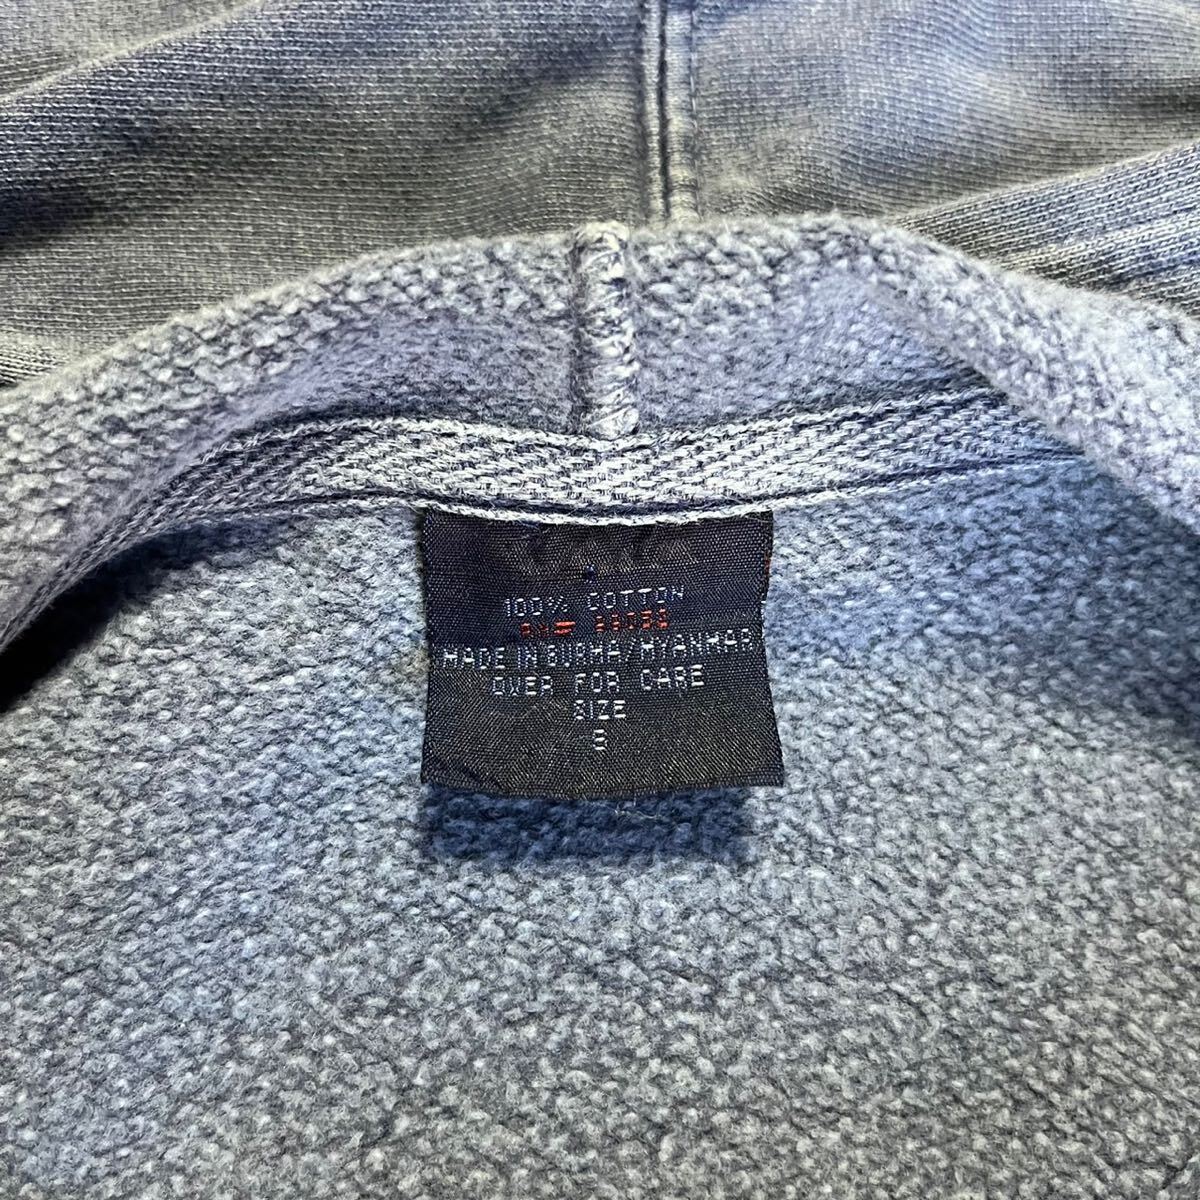 100% COTTON
MADE IN BURMA/MYANMAR
OVER FOR CARE
SIZE
S